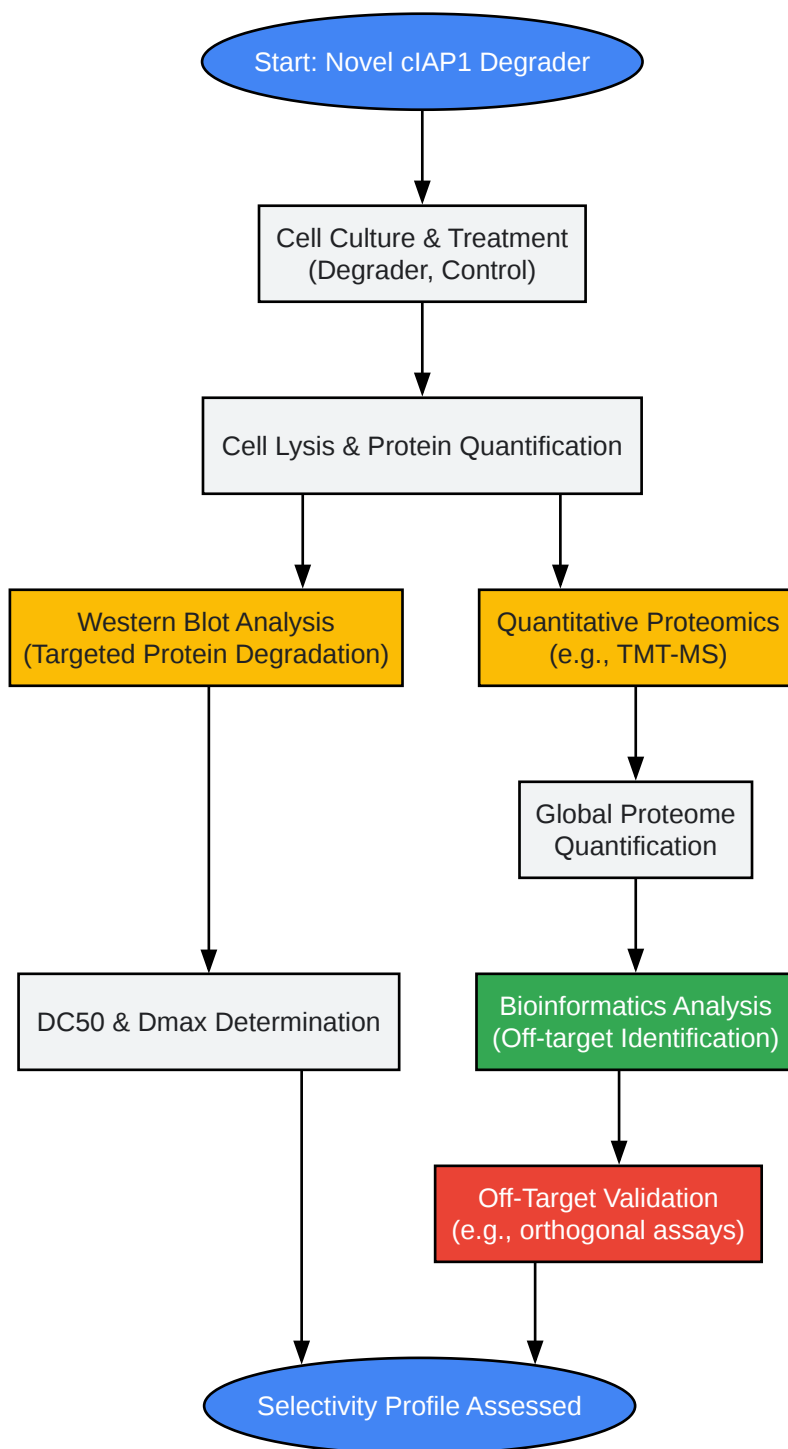 Start: Novel cIAP1 Degrader
Cell Culture & Treatment
(Degrader, Control)
Cell Lysis & Protein Quantification
Western Blot Analysis
(Targeted Protein Degradation)
Quantitative Proteomics
(e.g., TMT-MS)
Global Proteome
Quantification
DC50 & Dmax Determination
Bioinformatics Analysis
(Off-target Identification)
Off-Target Validation
(e.g., orthogonal assays)
Selectivity Profile Assessed